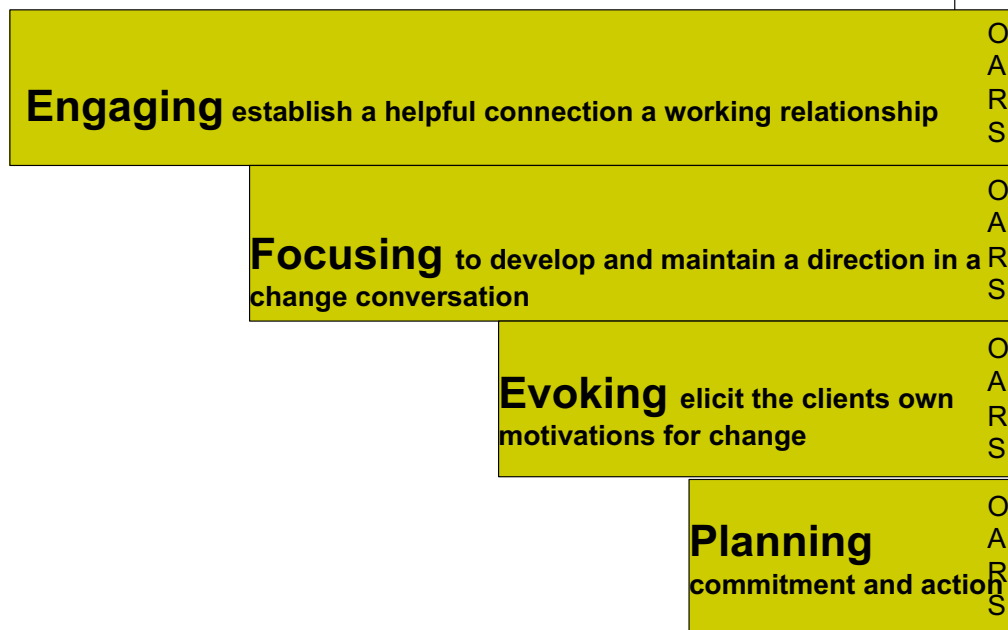 Engaging establish a helpful connection a working relationship
O
A
R
S
Focusing to develop and maintain a direction in a
change conversation
O
A
R
S
Evoking elicit the clients own
motivations for change
O
A
R
S
Planning
commitment and action
O
A
R
S